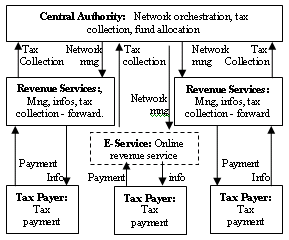 Central Authority: Network orchestration, tax
collection, fund allocation
Tax
Collection
Network
mng
Tax
collection
Network
mng
Tax
Collection
Revenue Services:,
Mng, infos, tax
collection - forward.
Network
mng
Revenue Services:
Mng, infos, tax
collection - forward
E-Service: Online
revenue service
Payment
Info
Payment
info
Payment
Info
Tax Payer:
Tax
payment
Tax Payer:
Tax
payment
Tax Payer:
Tax
payment